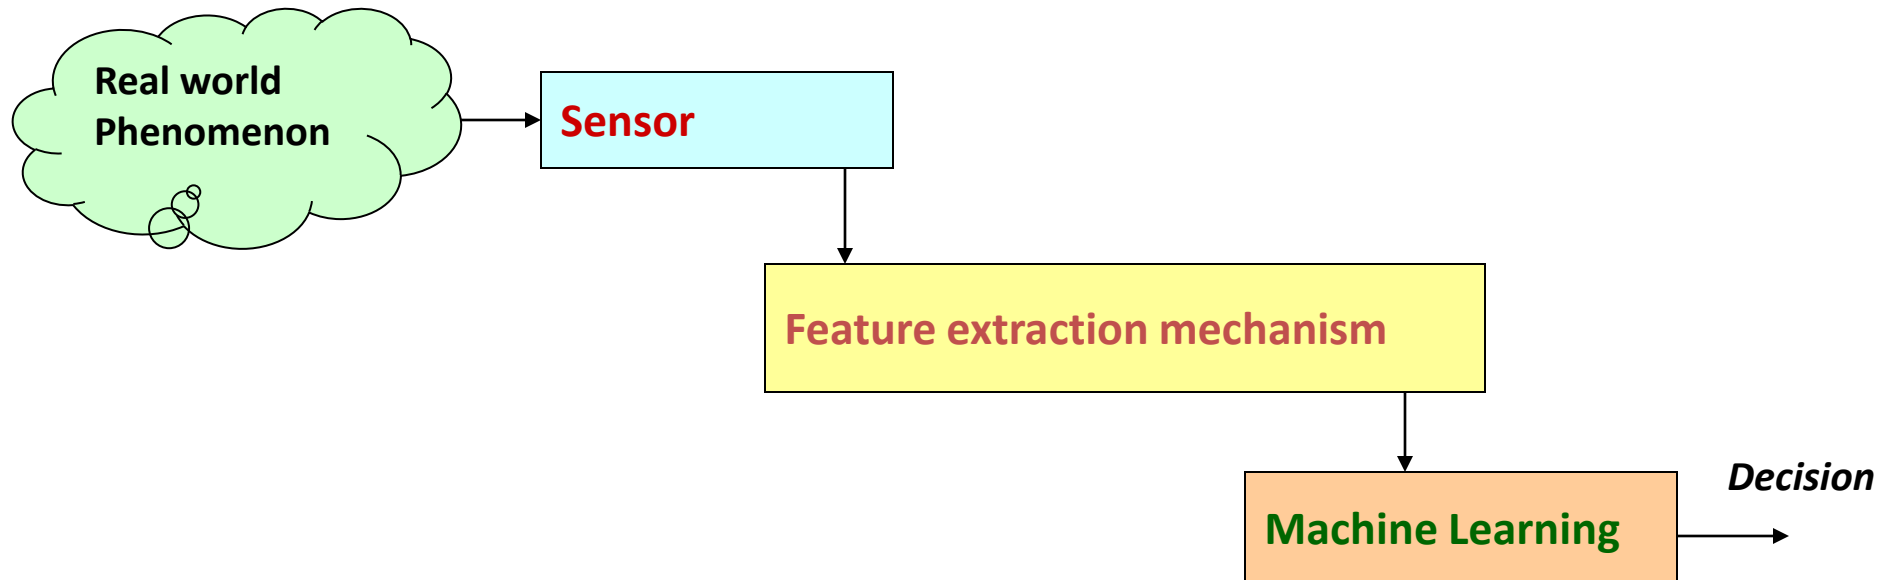 Real world
Phenomenon
Sensor
Feature extraction mechanism
Decision
Machine Learning